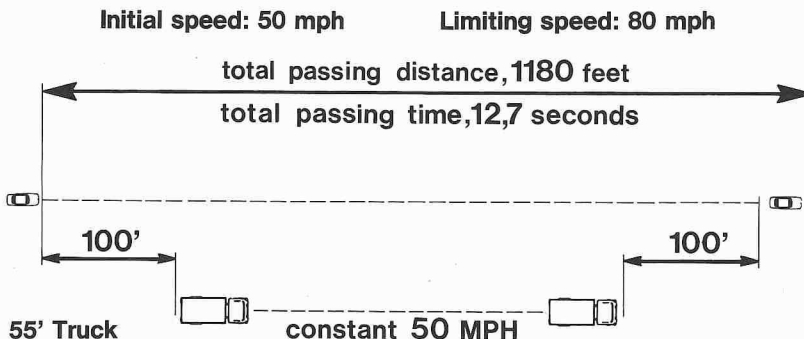 Initial speed: 50 mph Limiting speed: 80 mph
total passing distance, 1180 feet
total passing time, 12,7 seconds
100' 100'
55' Truck constant 50 MPH